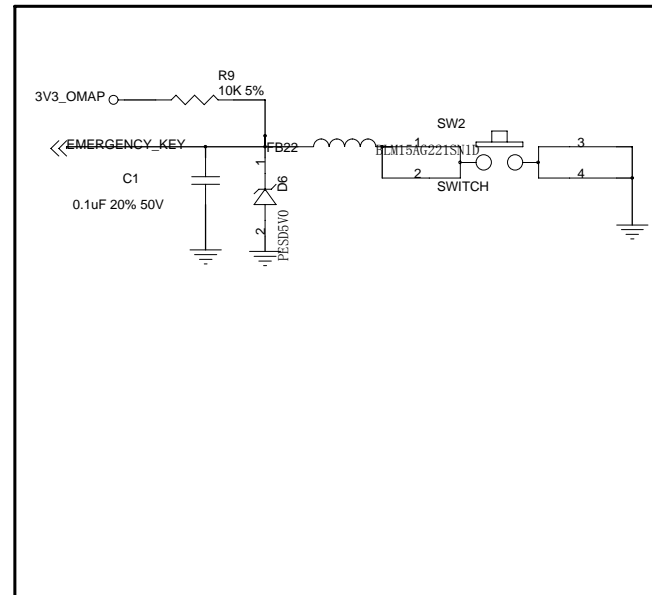 R9
3V3_OMAP
10K 5%
SW2
EMERGENCY_KEY
FB22
1
BLM15AG221SN1D
3
1
C1
D6
2
SWITCH
4
0.1uF 20% 50V
2
PESD5V0